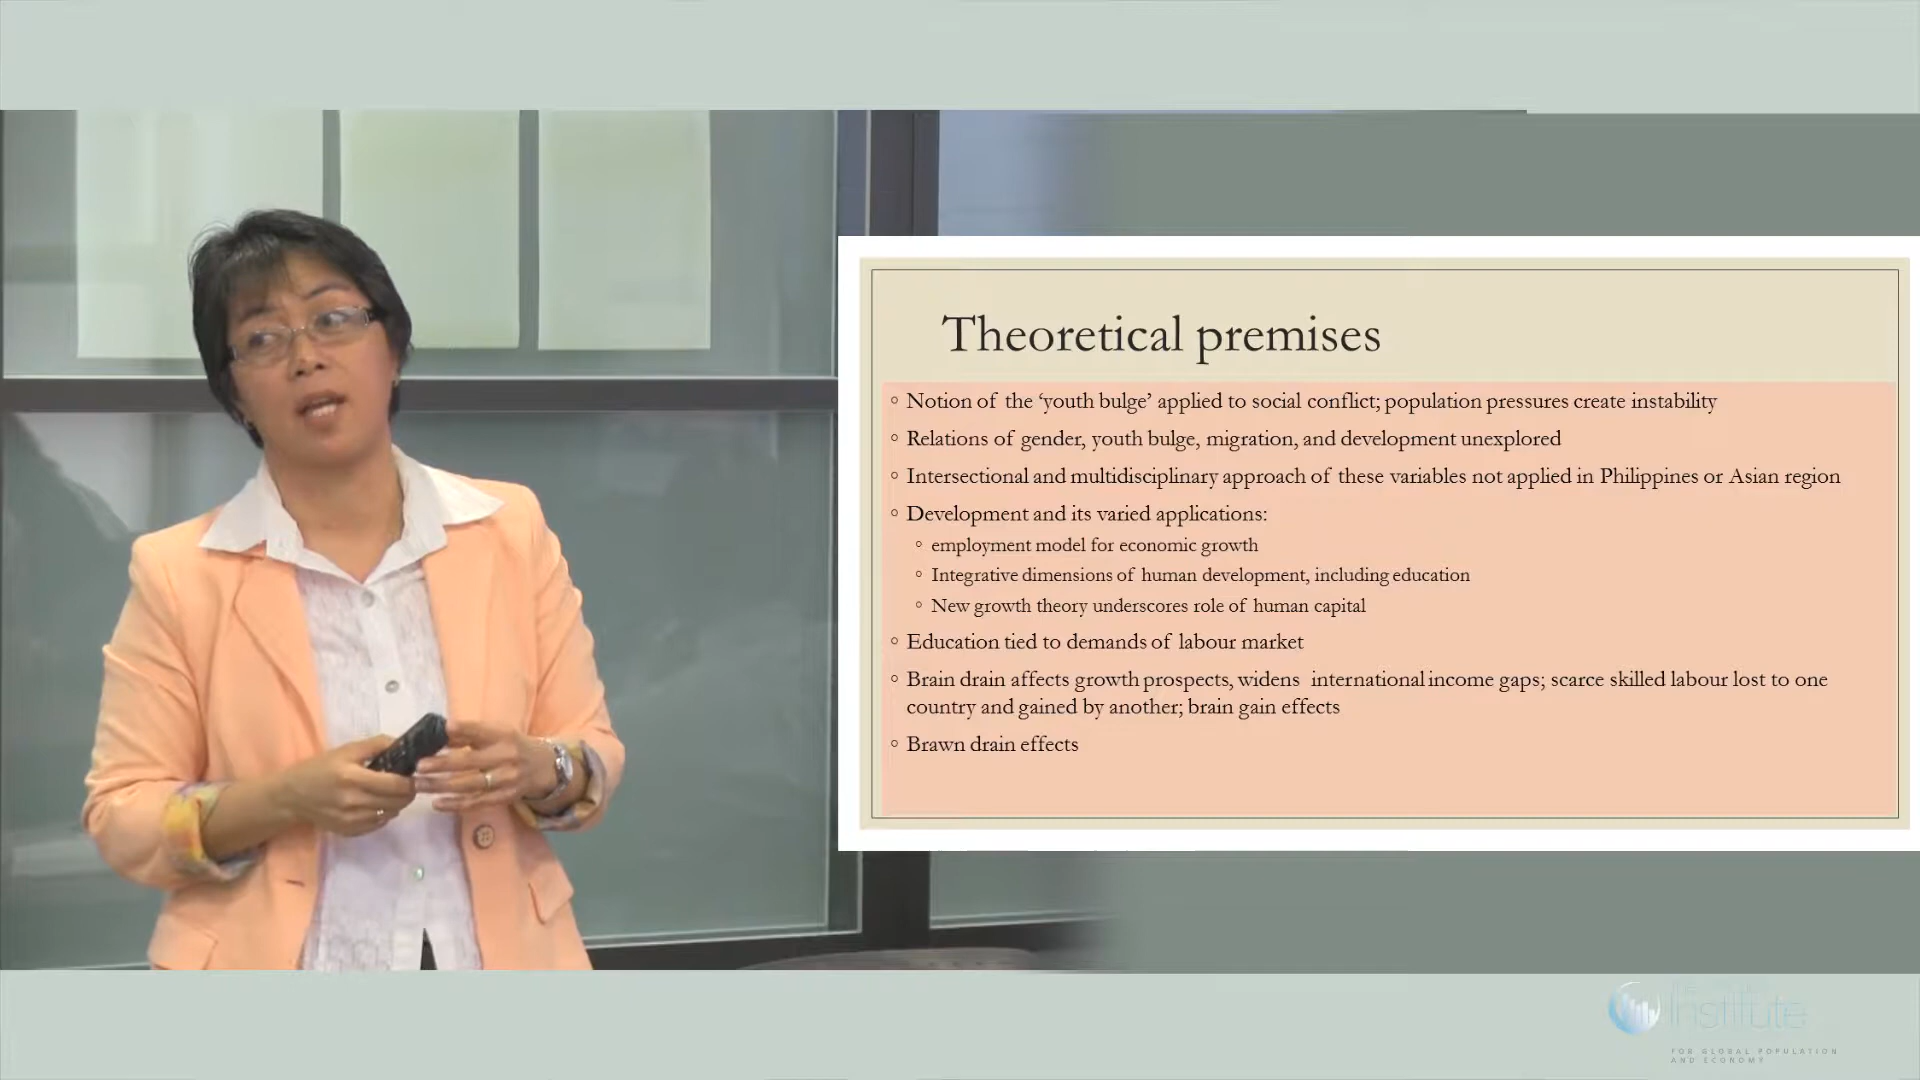 Theoretical premises
◦ Notion of the ‘youth bulge’ applied to social conflict; population pressures create instability
◦ Relations of gender, youth bulge, migration, and development unexplored
◦ Intersectional and multidisciplinary approach of these variables not applied in Philippines or Asian region
◦ Development and its varied applications:
◦ employment model for economic growth
◦ Integrative dimensions of human development, including education
◦ New growth theory underscores role of human capital
◦ Education tied to demands of labour market
◦ Brain drain affects growth prospects, widens international income gaps; scarce skilled labour lost to one
country and gained by another; brain gain effects
◦ Brawn drain effects
Institute
FOR GLOBAL POPULATION
AND ECONOMY